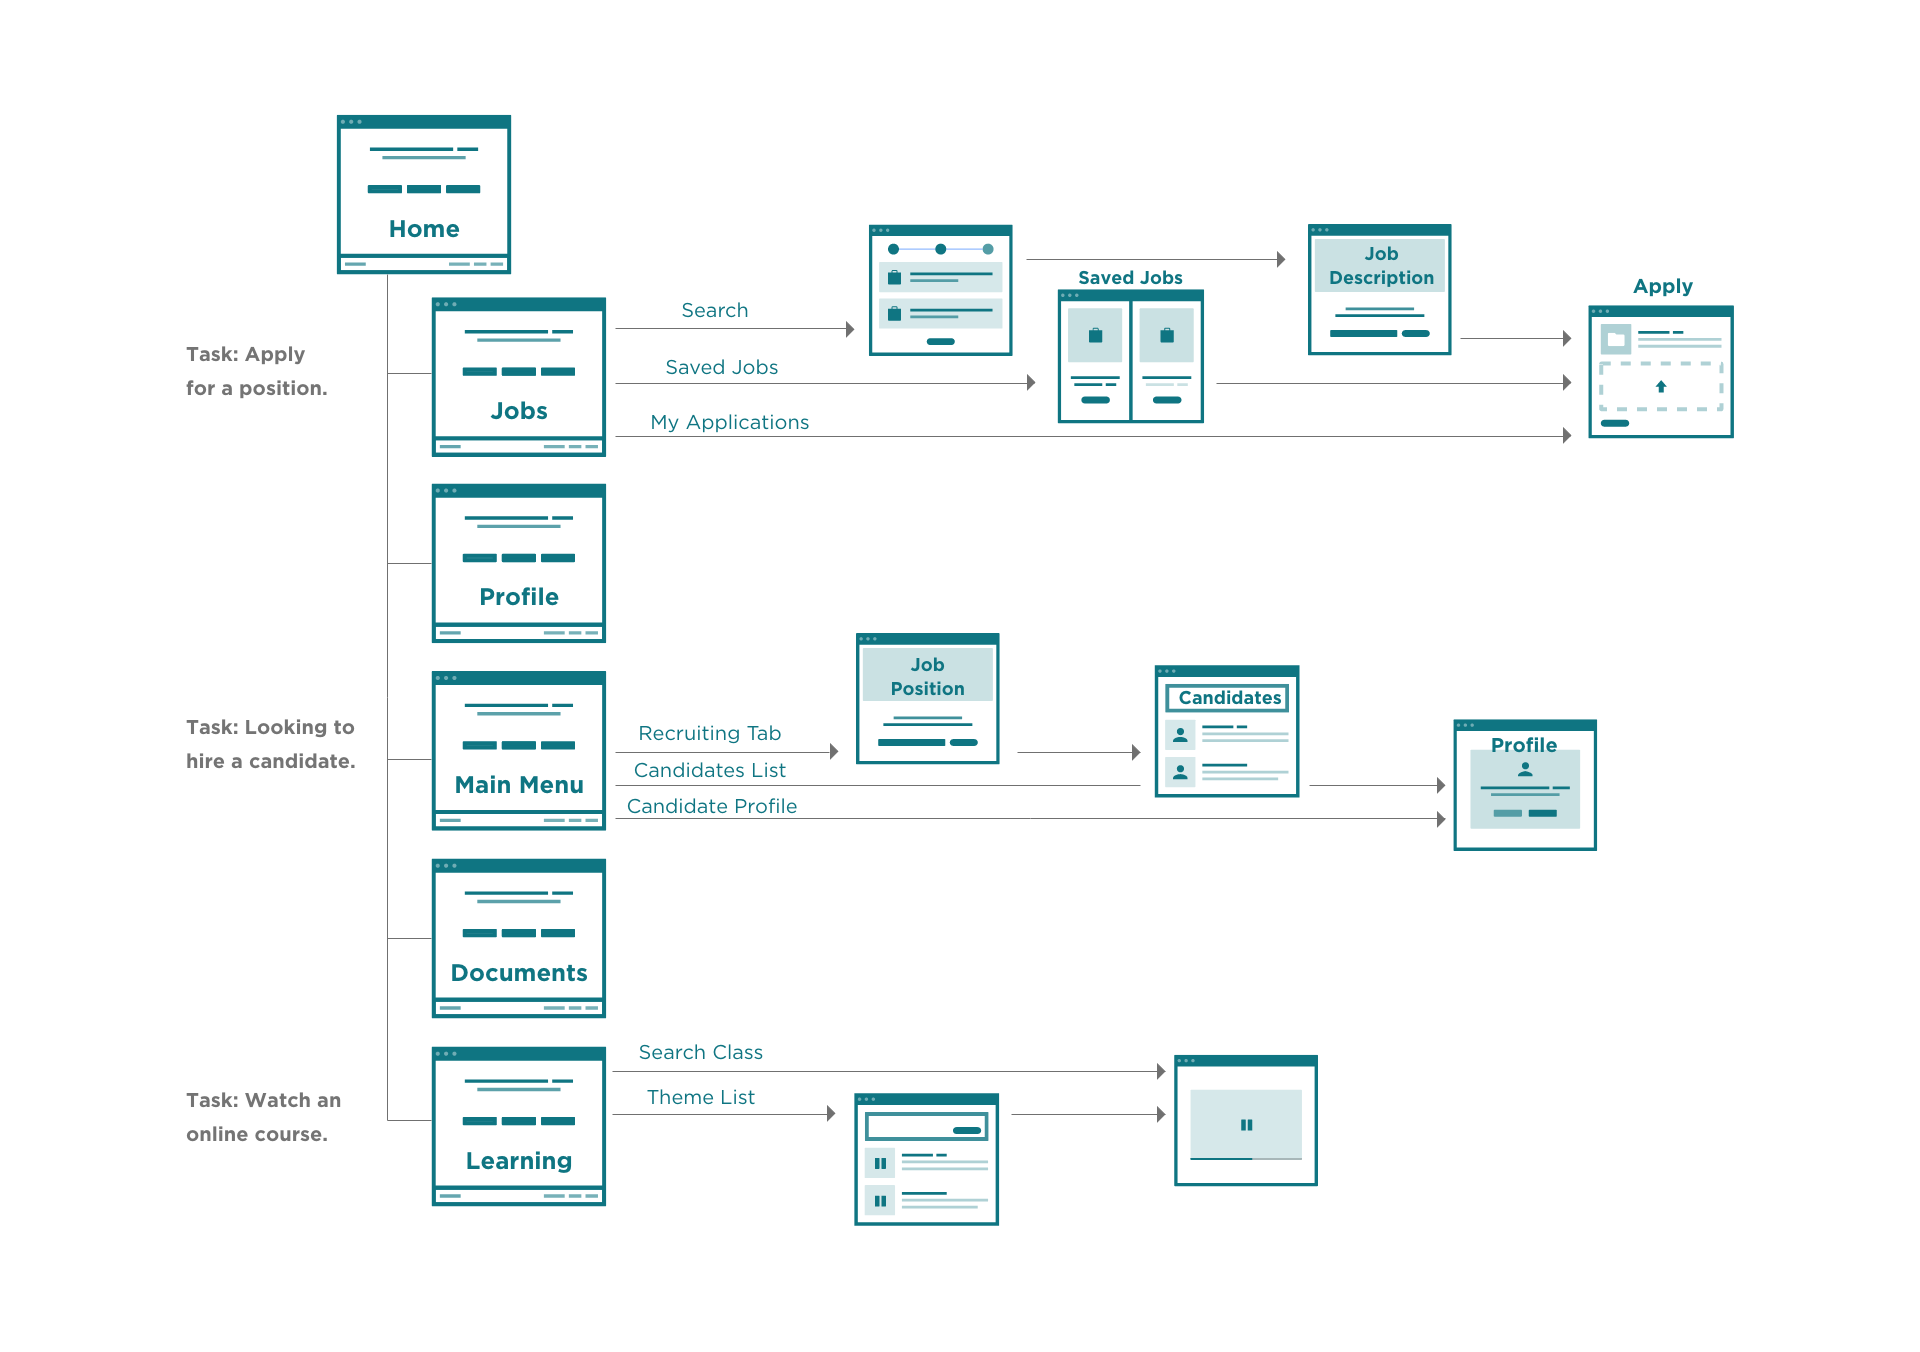 Home
Task: Apply
for a position.
Jobs
Search
Saved Jobs
My Applications
Saved Jobs
Job
Description
Apply
Profile
Task: Looking to
hire a candidate.
Main Menu
Recruiting Tab
Candidates List
Candidate Profile
Job
Position
Candidates
Profile
Documents
Task: Watch an
online course.
Learning
Search Class
Theme List